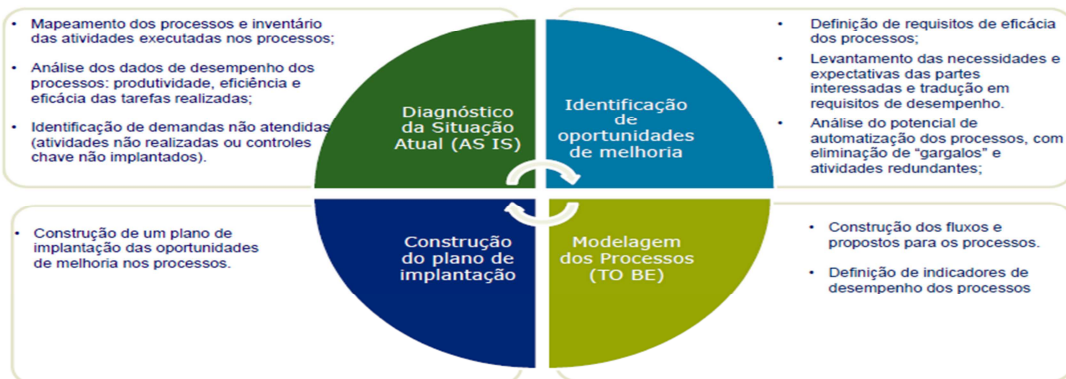 • Mapeamento dos processos e inventário
das atividades executadas nos processos;
• Análise dos dados de desempenho dos
processos: produtividade, eficiência e
eficácia das tarefas realizadas;
• Identificação de demandas não atendidas
(atividades não realizadas ou controles
chave não implantados).
Diagnóstico
da Situação
Atual (AS IS)
Identificação
de
oportunidades
de melhoria
• Definição de requisitos de eficácia
dos processos;
• Levantamento das necessidades e
expectativas das partes
interessadas e tradução em
requisitos de desempenho.
• Análise do potencial de
automatização dos processos, com
eliminação de “gargalos” e
atividades redundantes;
• Construção de um plano de
implantação das oportunidades
de melhoria nos processos.
Construção
do plano de
implantação
Modelagem
dos Processos
(TO BE)
• Construção dos fluxos e
propostos para os processos.
• Definição de indicadores de
desempenho dos processos